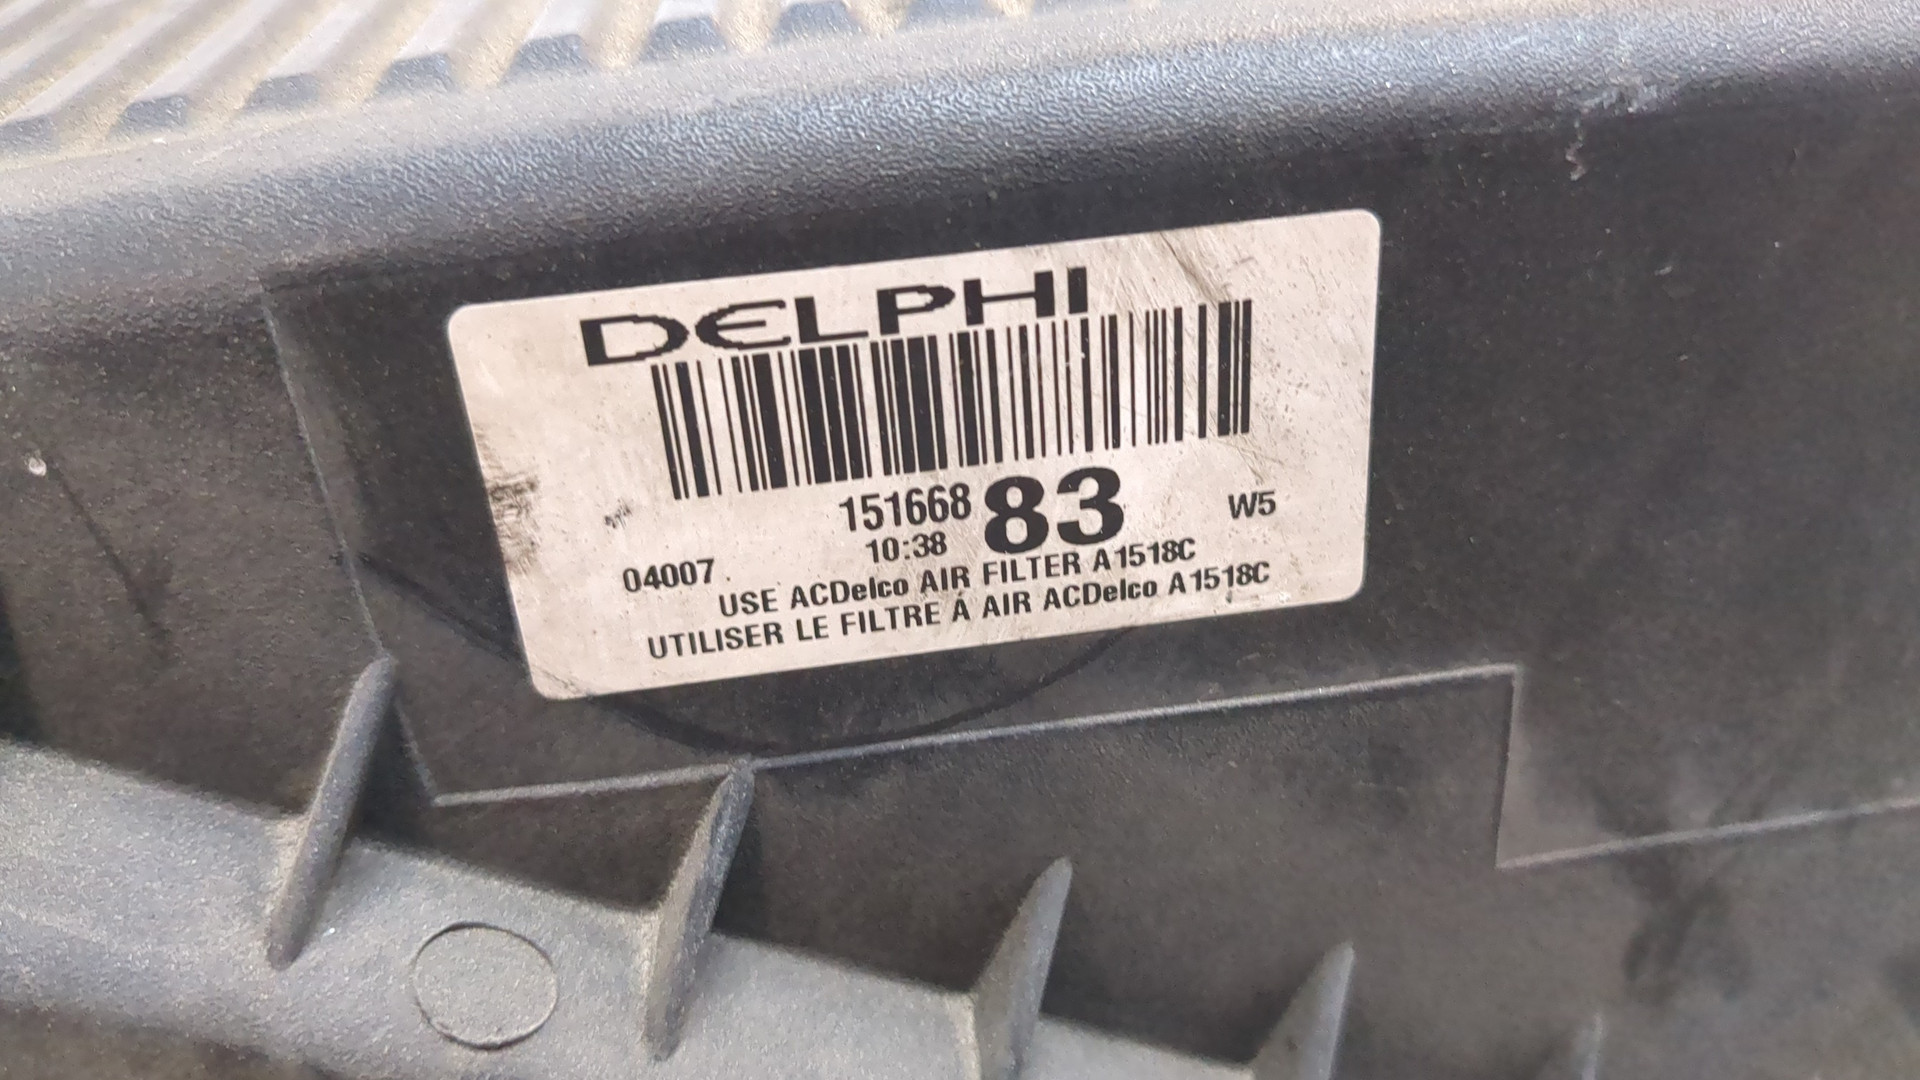 DELPHI
151668 83 W5
04007 10:38
USE ACDelco AIR FILTER A1518C
UTILISER LE FILTRE À AIR ACDelco A1518C